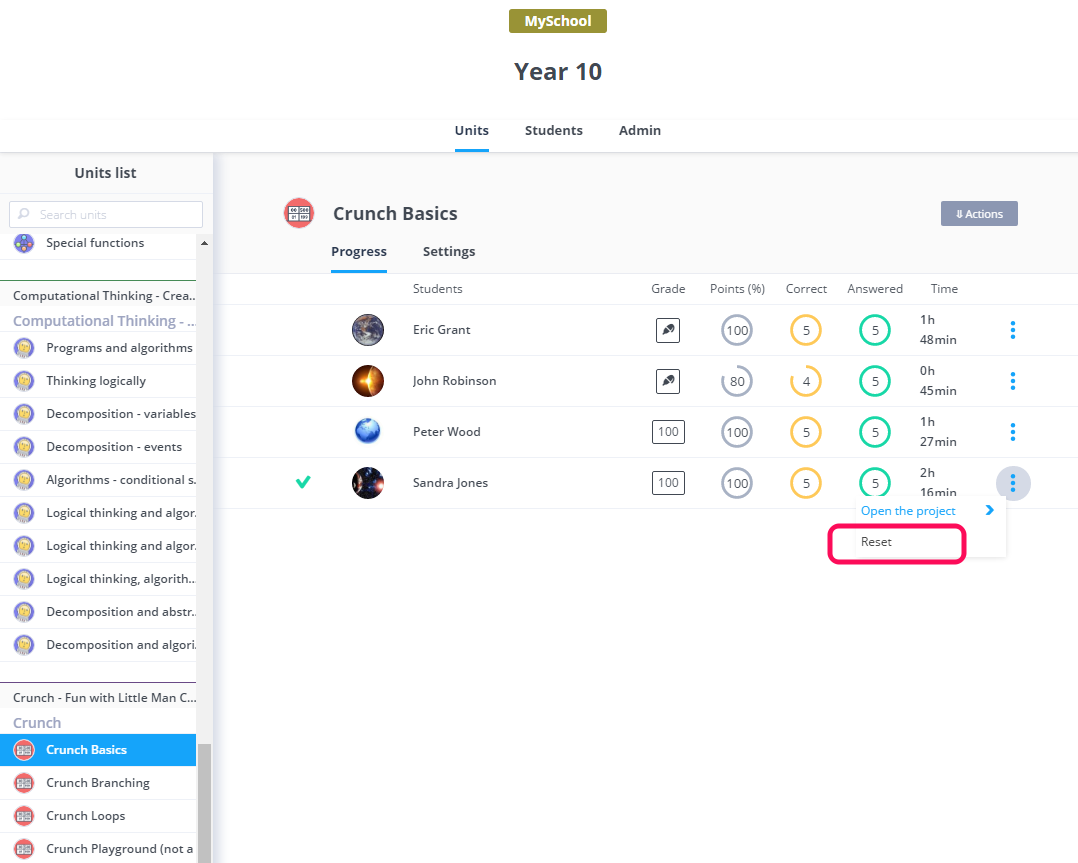 MySchool
Year 10
Units Students Admin
Units list
Search units
Special functions
Computational Thinking - Crea...
Computational Thinking - ...
Programs and algorithms
Thinking logically
Decomposition - variables
Decomposition - events
Algorithms - conditional s.
Logical thinking and algor.
Logical thinking and algor.
Logical thinking, algorith...
Decomposition and abstr..
Decomposition and algori.
Crunch - Fun with Little Man C...
Crunch
Crunch Basics
Crunch Branching
Crunch Loops
Crunch Playground (not a
Crunch Basics
⇓ Actions
Progress Settings
Students Grade Points (%) Correct Answered Time
Eric Grant 100 5 5 1h
48min
John Robinson 80 4 5 0h
45min
Peter Wood 100 100 5 5 1h
27min
Sandra Jones 100 100 5 5 2h
16min
Open the project
Reset